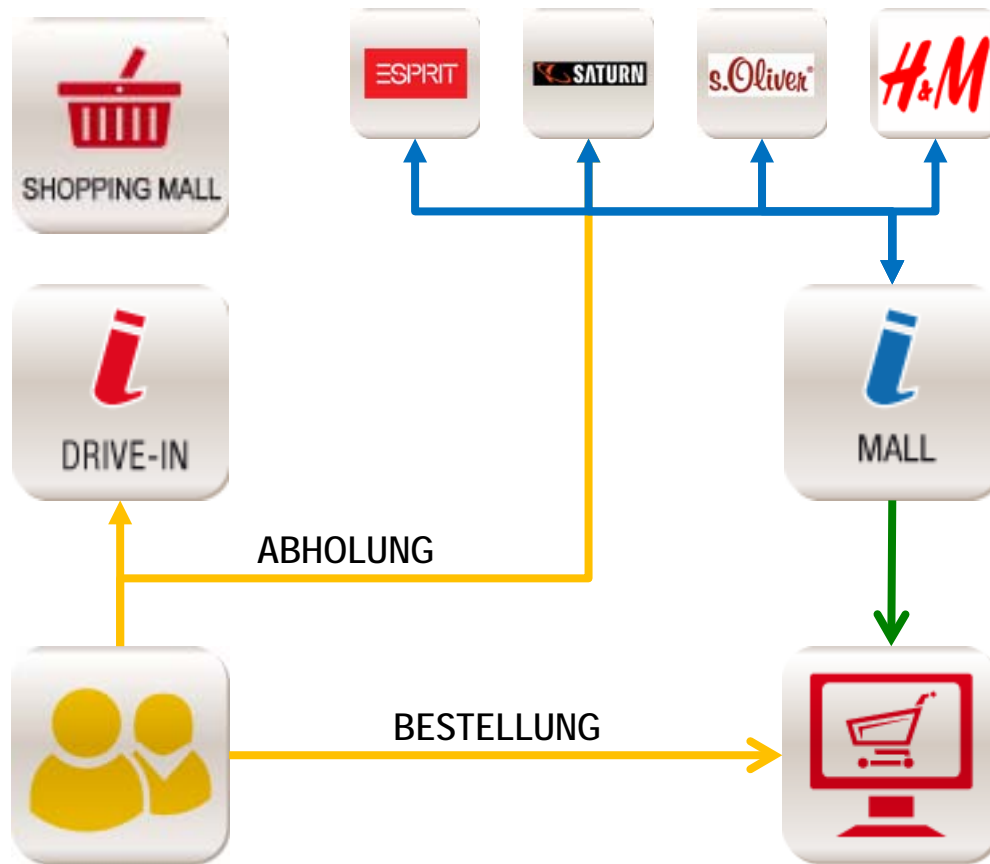 SHOPPING MALL
ESPRIT
SATURN
s.Oliver®
H&M
i
DRIVE-IN
i
MALL
ABHOLUNG
BESTELLUNG